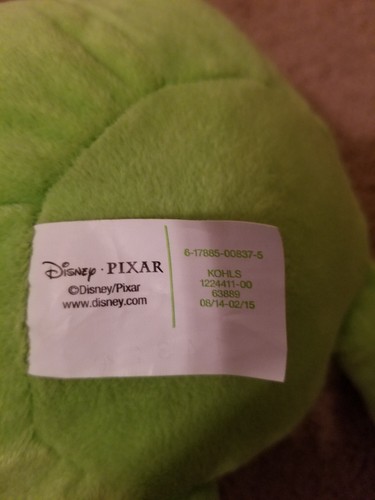 Disney · PIXAR
©Disney/Pixar
www.disney.com
6-17885-00837-5
KOHLS
1224411-00
63889
08/14-02/15